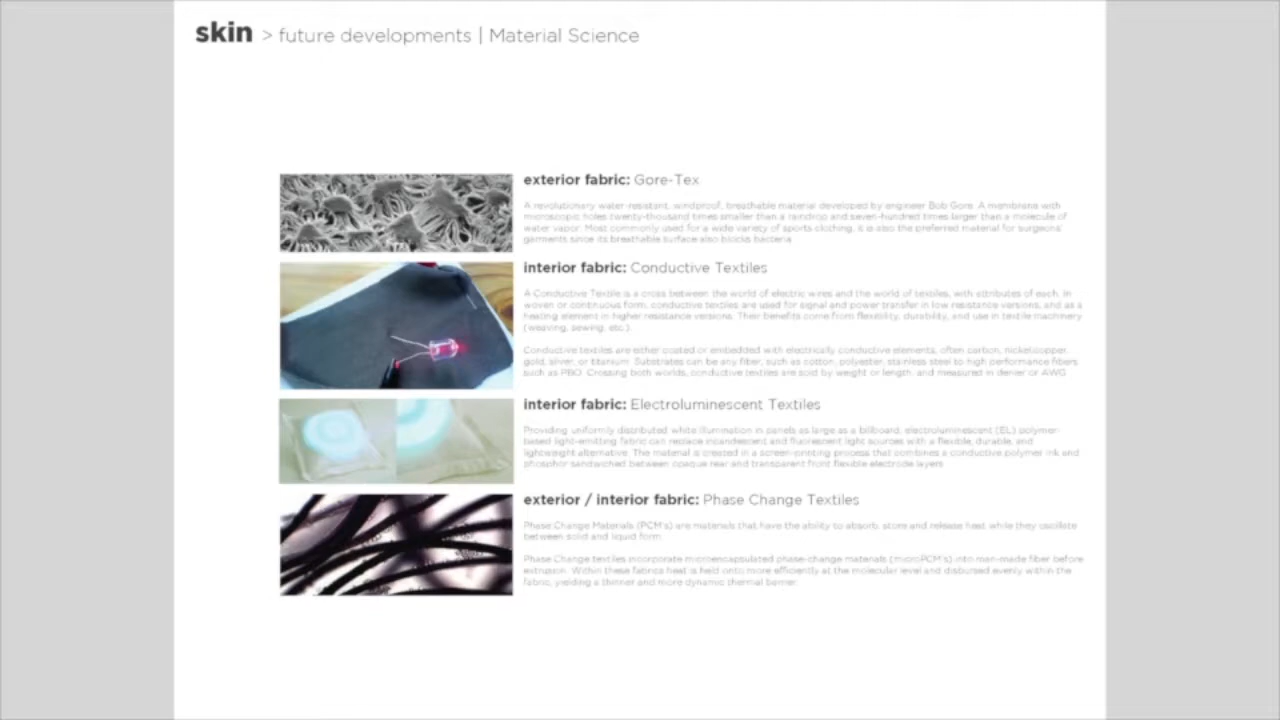 skin > future developments | Material Science
exterior fabric: Gore-Tex
A revolutionary water-resistant, windproof, breathable material developed by engineer Bob Gore. A membrane with
microscopic holes twenty-thousand times smaller than a raindrop and seven-hundred times larger than a molecule of
water vapor. Most commonly used for a wide variety of sports clothing, it is also the preferred material for surgeons'
garments since its breathable surface also blocks bacteria.
interior fabric: Conductive Textiles
A Conductive Textile is a cross between the world of electric wires and the world of textiles, with attributes of each. In
woven or continuous form, conductive textiles are used for signal and power transfer in low resistance versions, and as a
heating element in higher resistance versions. Their benefits come from flexibility, durability, and use in textile machinery
(weaving, sewing, etc.).
Conductive textiles are either coated or embedded with electrically conductive elements, often carbon, nickel,copper,
gold, silver, or titanium. Substrates can be any fiber, such as cotton, polyester, stainless steel to high performance fibers
such as PBO. Crossing both worlds, conductive textiles are sold by weight or length, and measured in denier or AWG.
interior fabric: Electroluminescent Textiles
Providing uniformly distributed white illumination in panels as large as a billboard, electroluminescent (EL) polymer-
based light-emitting fabric can replace incandescent and fluorescent light sources with a flexible, durable, and
lightweight alternative. The material is created in a screen-printing process that combines a conductive polymer ink and
phosphor sandwiched between opaque rear and transparent front flexible electrode layers.
exterior / interior fabric: Phase Change Textiles
Phase Change Materials (PCM's) are materials that have the ability to absorb, store and release heat while they oscillate
between solid and liquid form.
Phase Change textiles incorporate microencapsulated phase-change materials (microPCM's) into man-made fiber before
extrusion. Within these fabrics heat is held onto more efficiently at the molecular level and disbursed evenly within the
fabric, yielding a thinner and more dynamic thermal barrier.